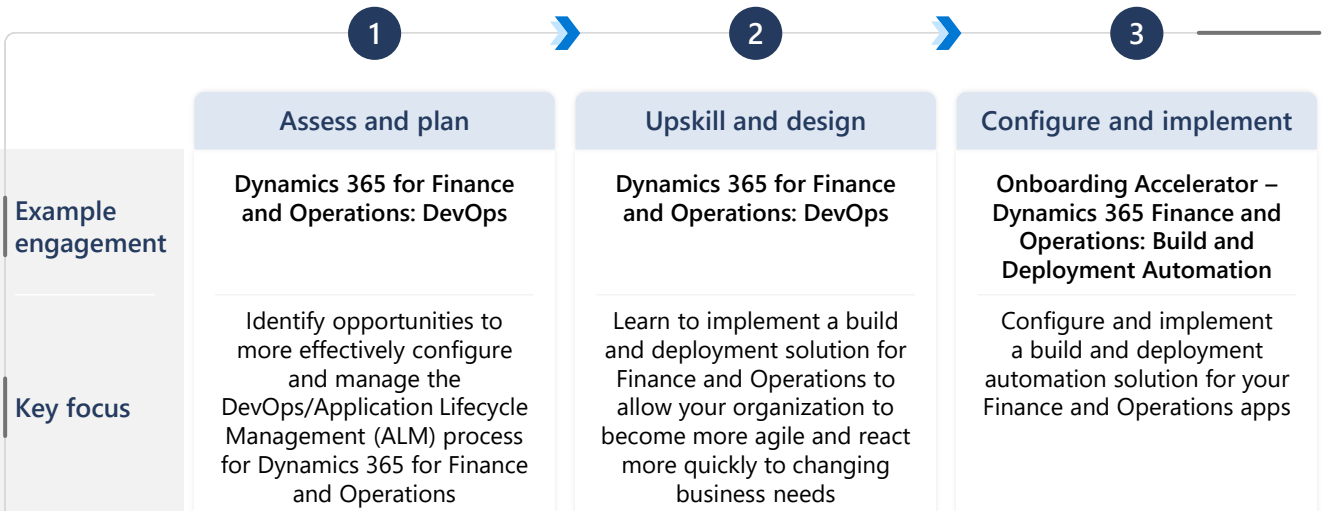 1
2
3
Assess and plan
Upskill and design
Configure and implement
Example
engagement
Dynamics 365 for Finance
and Operations: DevOps
Dynamics 365 for Finance
and Operations: DevOps
Onboarding Accelerator –
Dynamics 365 Finance and
Operations: Build and
Deployment Automation
Key focus
Identify opportunities to
more effectively configure
and manage the
DevOps/Application Lifecycle
Management (ALM) process
for Dynamics 365 for Finance
and Operations
Learn to implement a build
and deployment solution for
Finance and Operations to
allow your organization to
become more agile and react
more quickly to changing
business needs
Configure and implement
a build and deployment
automation solution for your
Finance and Operations apps